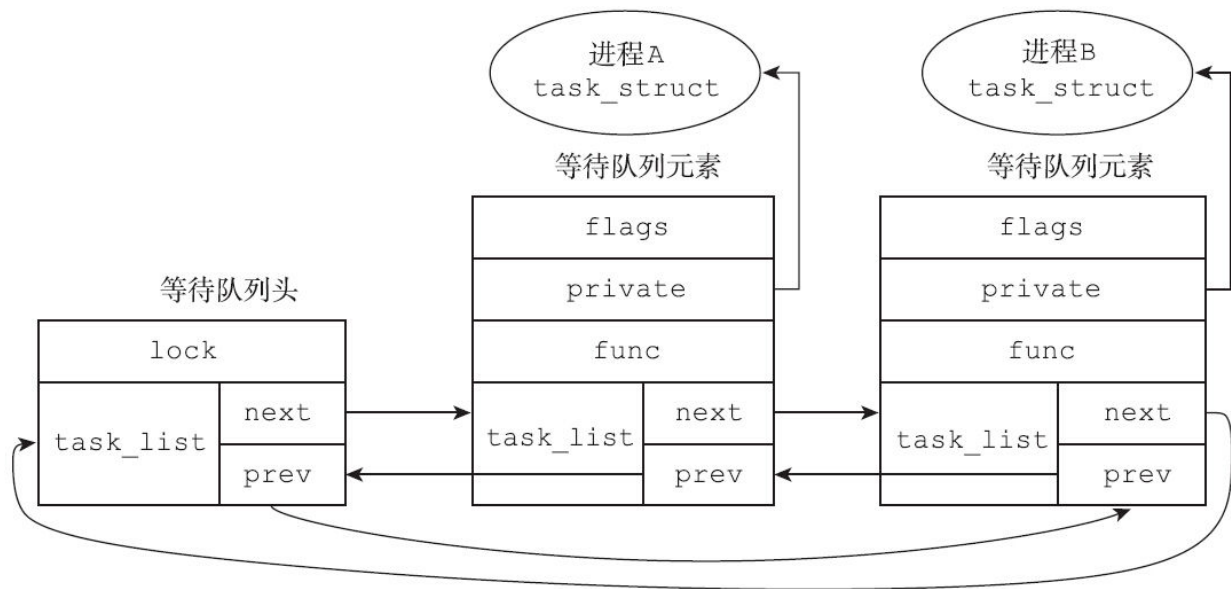 进程A
task_struct
进程B
task_struct
等待队列元素
等待队列元素
flags
flags
等待队列头
private
private
lock
func
func
task_list
next
prev
task_list
next
prev
task_list
next
prev